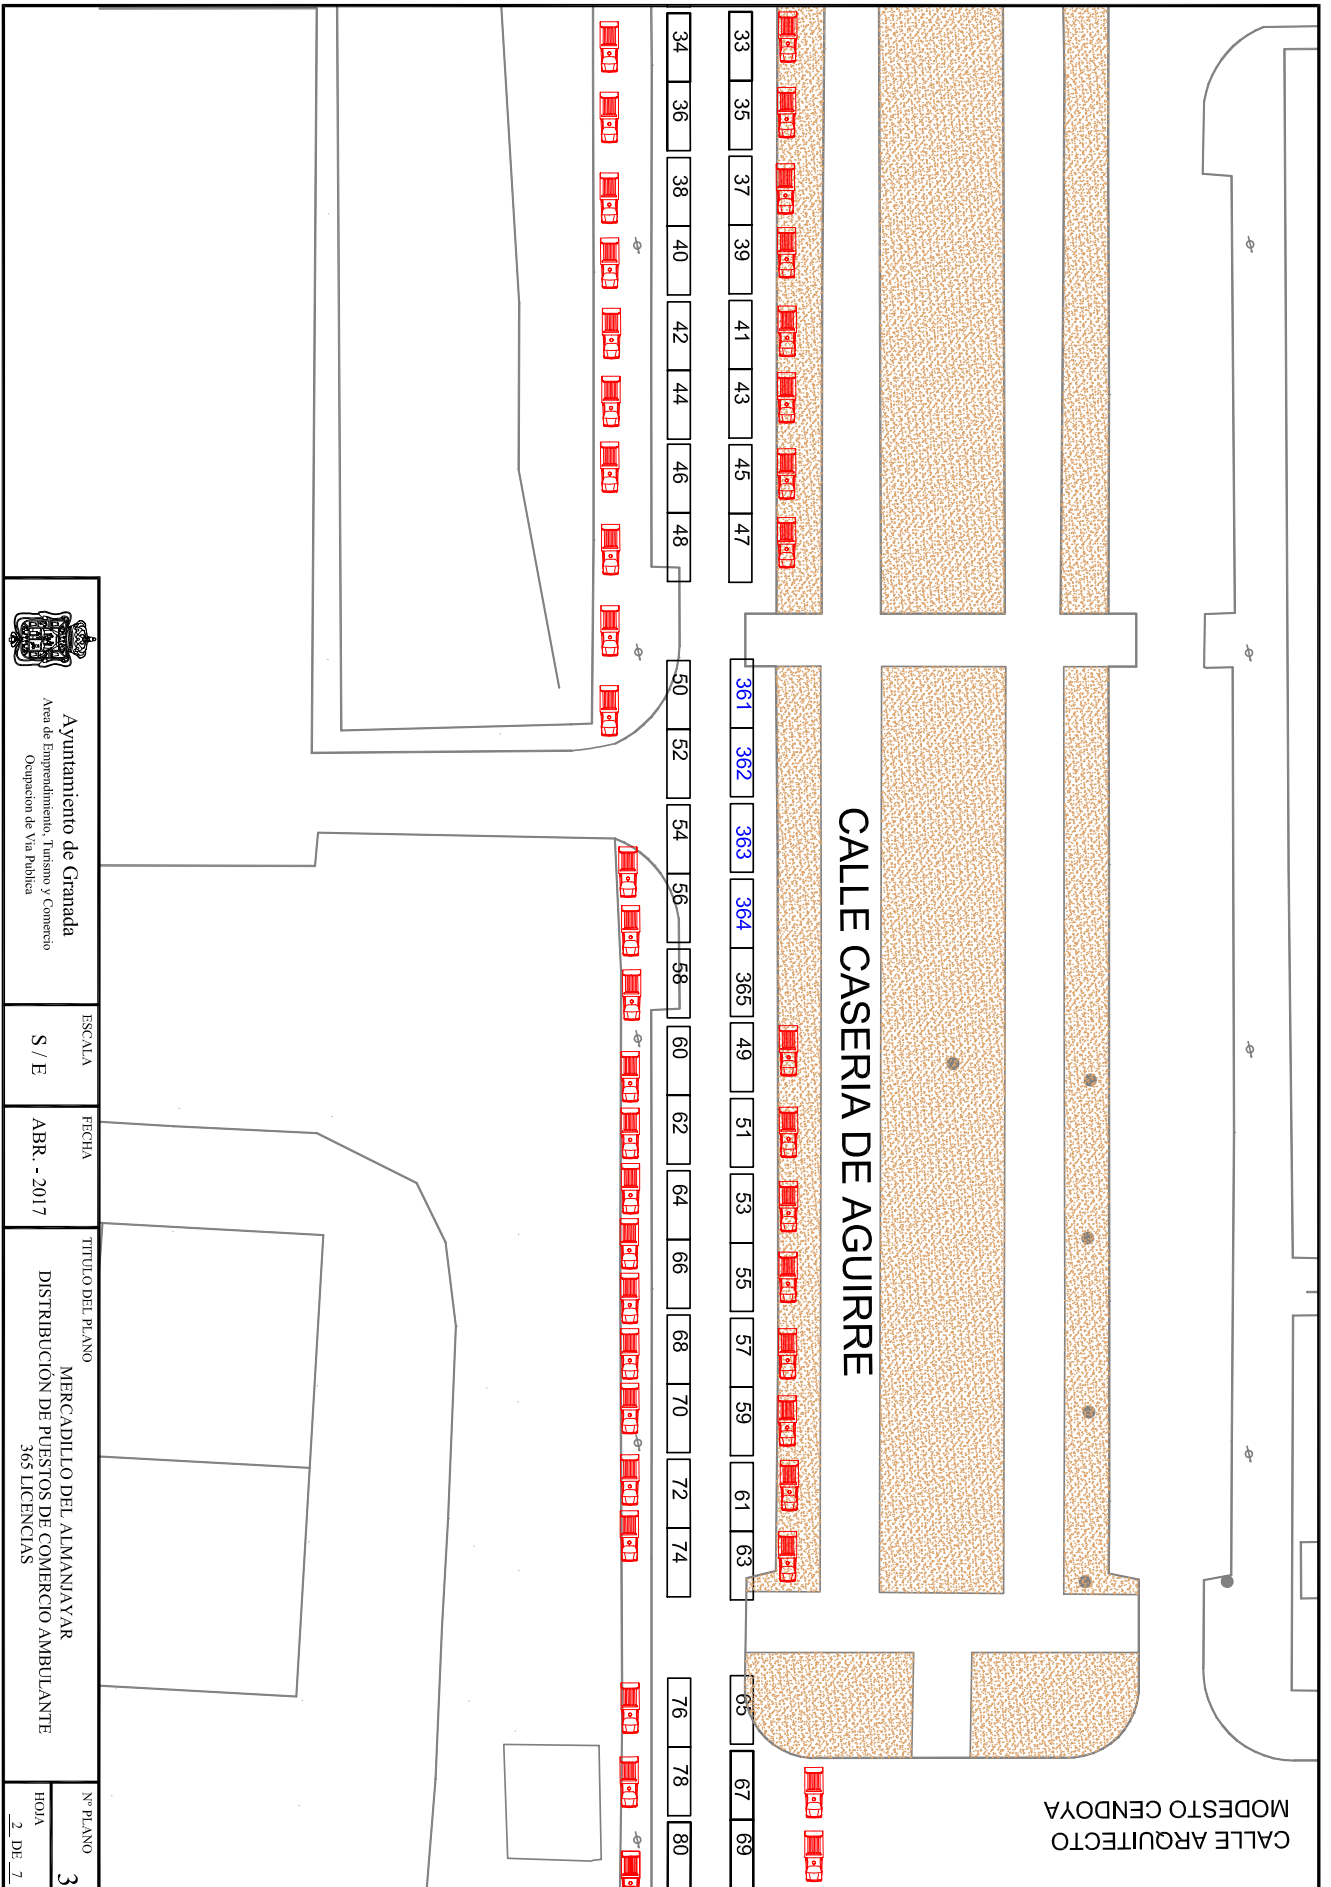 34
36
38
40
42
44
46
48
50
52
54
56
58
60
62
64
66
68
70
72
74
76
78
80
33
35
37
39
41
43
45
47
361
362
363
364
365
49
51
53
55
57
59
61
63
65
67
69
CALLE CASERIA DE AGUIRRE
CALLE ARQUITECTO
MODESTO CENDOYA
Ayuntamiento de Granada
Area de Emprendimiento, Turismo y Comercio
Ocupacion de Via Publica
ESCALA
S / E
FECHA
ABR. - 2017
TITULO DEL PLANO
MERCADILLO DEL ALMANJAYAR
DISTRIBUCIÓN DE PUESTOS DE COMERCIO AMBULANTE
365 LICENCIAS
Nº PLANO
3
HOJA
2 DE 7